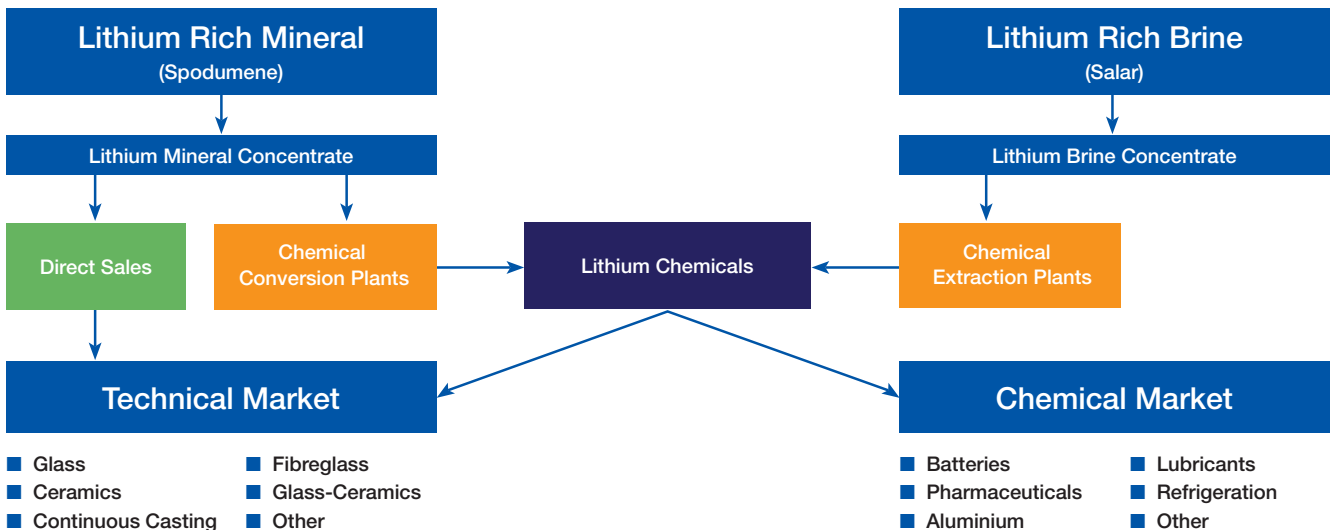 Lithium Rich Mineral
(Spodumene)
Lithium Rich Brine
(Salar)
Lithium Mineral Concentrate
Lithium Brine Concentrate
Direct Sales
Chemical
Conversion Plants
Lithium Chemicals
Chemical
Extraction Plants
Technical Market
Chemical Market
Glass
Ceramics
Continuous Casting
Fibreglass
Glass-Ceramics
Other
Batteries
Pharmaceuticals
Aluminium
Lubricants
Refrigeration
Other